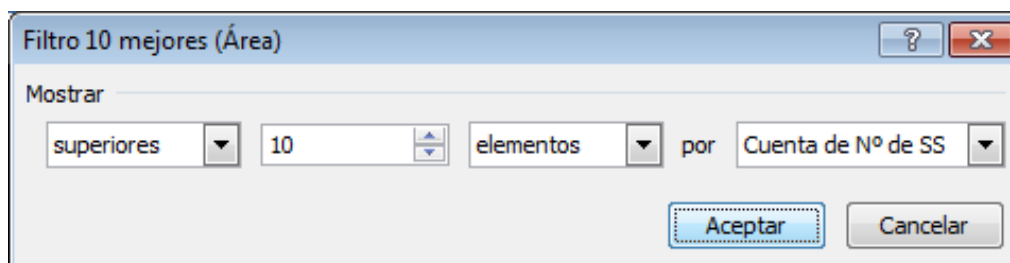 Filtro 10 mejores (Área)
Mostrar
superiores 10 elementos por Cuenta de Nº de SS
Aceptar Cancelar